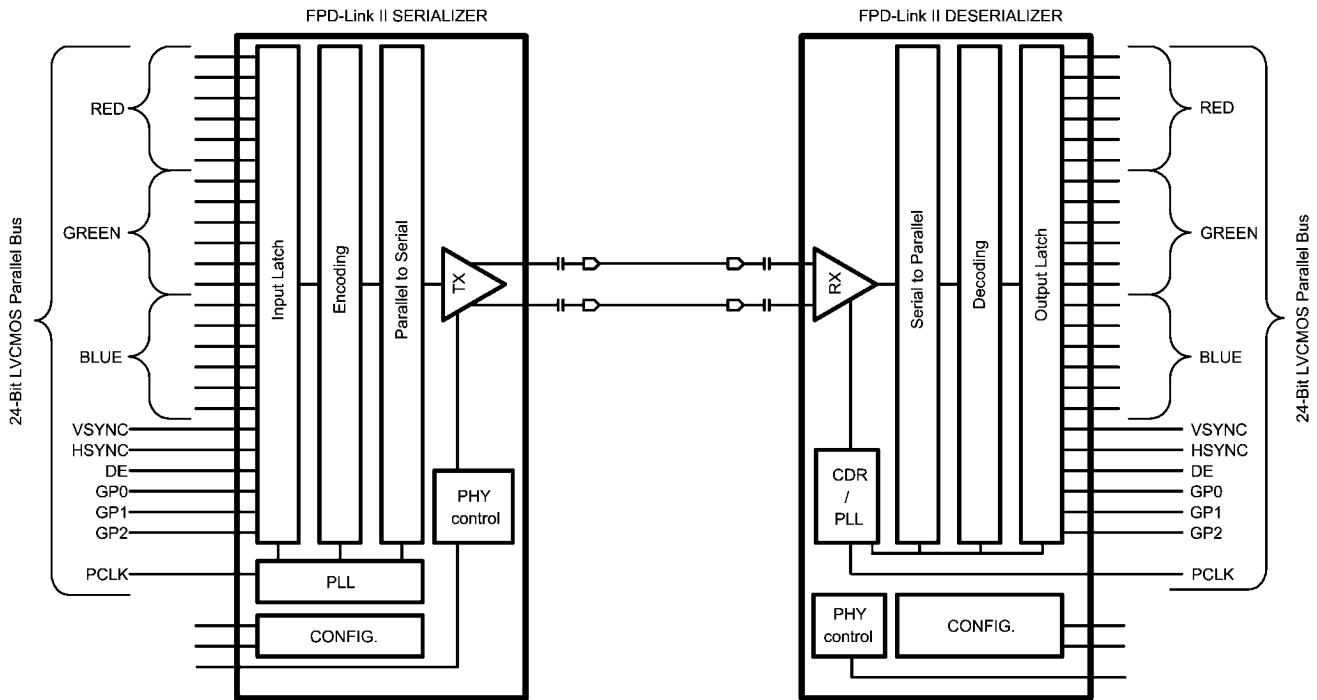 FPD-Link II SERIALIZER
FPD-Link II DESERIALIZER
24-Bit LVCMOS Parallel Bus
RED
GREEN
BLUE
VSYNC
HSYNC
DE
GP0
GP1
GP2
PCLK
Input Latch
Encoding
Parallel to Serial
TX
PHY
control
PLL
CONFIG.
RX
Serial to Parallel
Decoding
Output Latch
CDR
/
PLL
PHY
control
CONFIG.
RED
GREEN
BLUE
VSYNC
HSYNC
DE
GP0
GP1
GP2
PCLK
24-Bit LVCMOS Parallel Bus